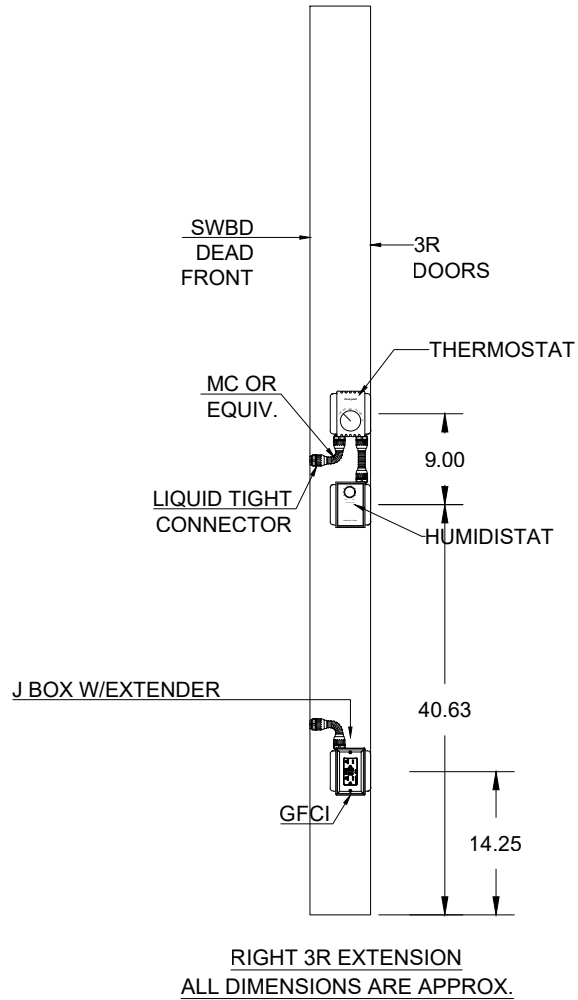 SWBD
DEAD
FRONT
3R
DOORS
THERMOSTAT
MC OR
EQUIV.
9.00
LIQUID TIGHT
CONNECTOR
HUMIDISTAT
J BOX W/EXTENDER
40.63
GFCI
14.25
RIGHT 3R EXTENSION
ALL DIMENSIONS ARE APPROX.